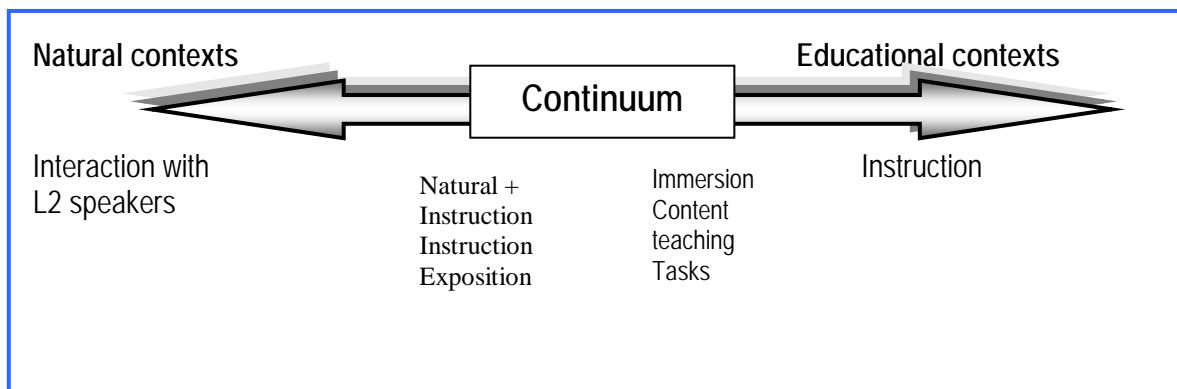 Natural contexts
Educational contexts
Continuum
Interaction with
L2 speakers
Natural +
Instruction
Instruction
Exposition
Immersion
Content
teaching
Tasks
Instruction